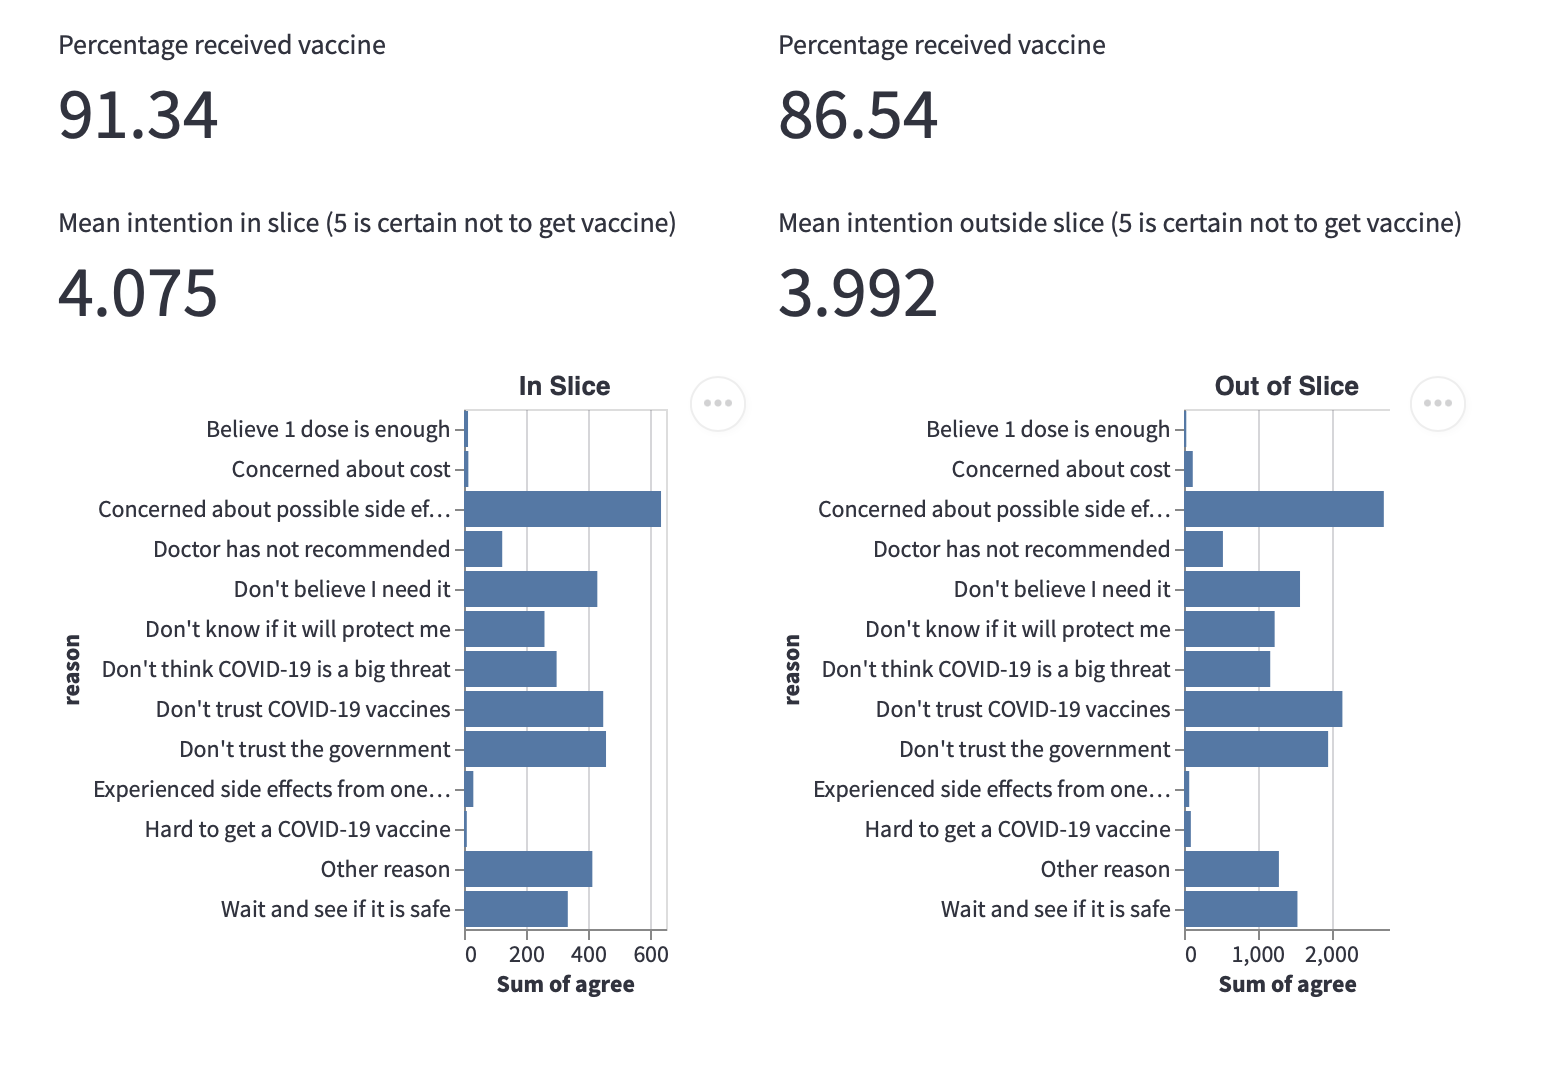 Percentage received vaccine
91.34
Mean intention in slice (5 is certain not to get vaccine)
4.075
In Slice
Believe 1 dose is enough
Concerned about cost
Concerned about possible side ef…
Doctor has not recommended
Don't believe I need it
Don't know if it will protect me
Don't think COVID-19 is a big threat
Don't trust COVID-19 vaccines
Don't trust the government
Experienced side effects from one…
Hard to get a COVID-19 vaccine
Other reason
Wait and see if it is safe
reason
0 200 400 600
Sum of agree
Percentage received vaccine
86.54
Mean intention outside slice (5 is certain not to get vaccine)
3.992
Out of Slice
Believe 1 dose is enough
Concerned about cost
Concerned about possible side ef…
Doctor has not recommended
Don't believe I need it
Don't know if it will protect me
Don't think COVID-19 is a big threat
Don't trust COVID-19 vaccines
Don't trust the government
Experienced side effects from one…
Hard to get a COVID-19 vaccine
Other reason
Wait and see if it is safe
reason
0 1,000 2,000
Sum of agree